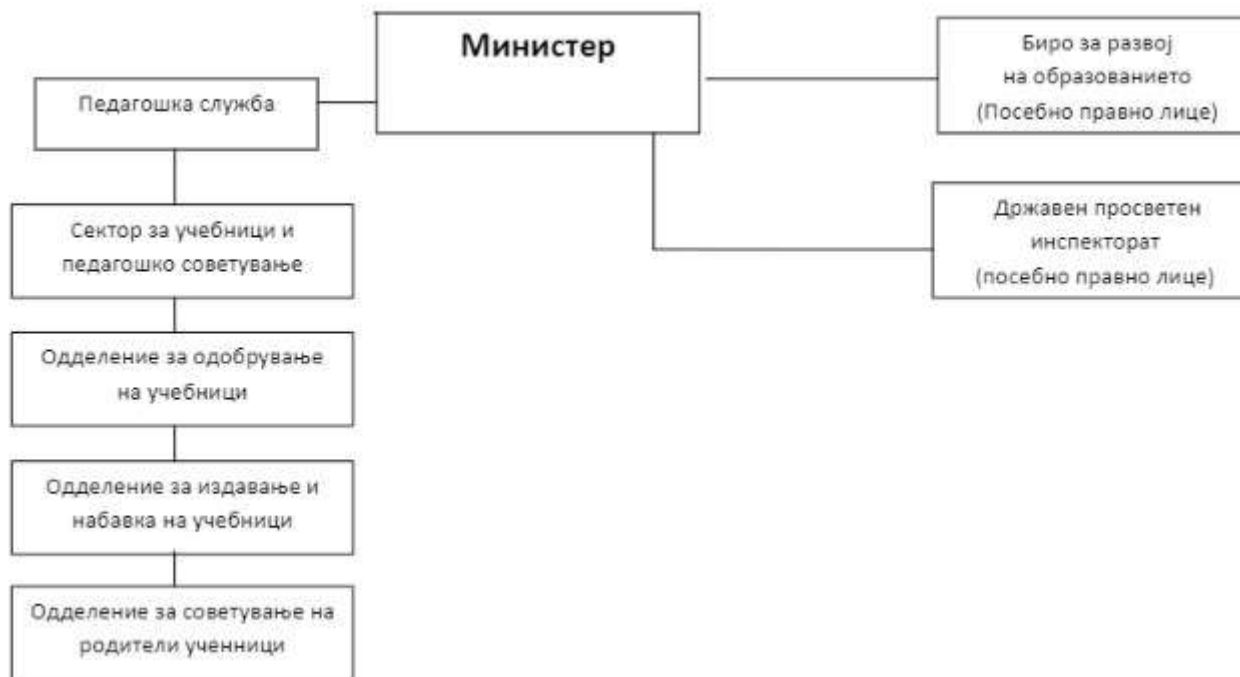 Министер
Педагошка служба
Сектор за учебници и
педагошко советување
Одделение за одобрување
на учебници
Одделение за издавање и
набавка на учебници
Одделение за советување на
родители ученници
Биро за развој
на образованието
(Посебно правно лице)
Државен просветен
инспекторат
(посебно правно лице)